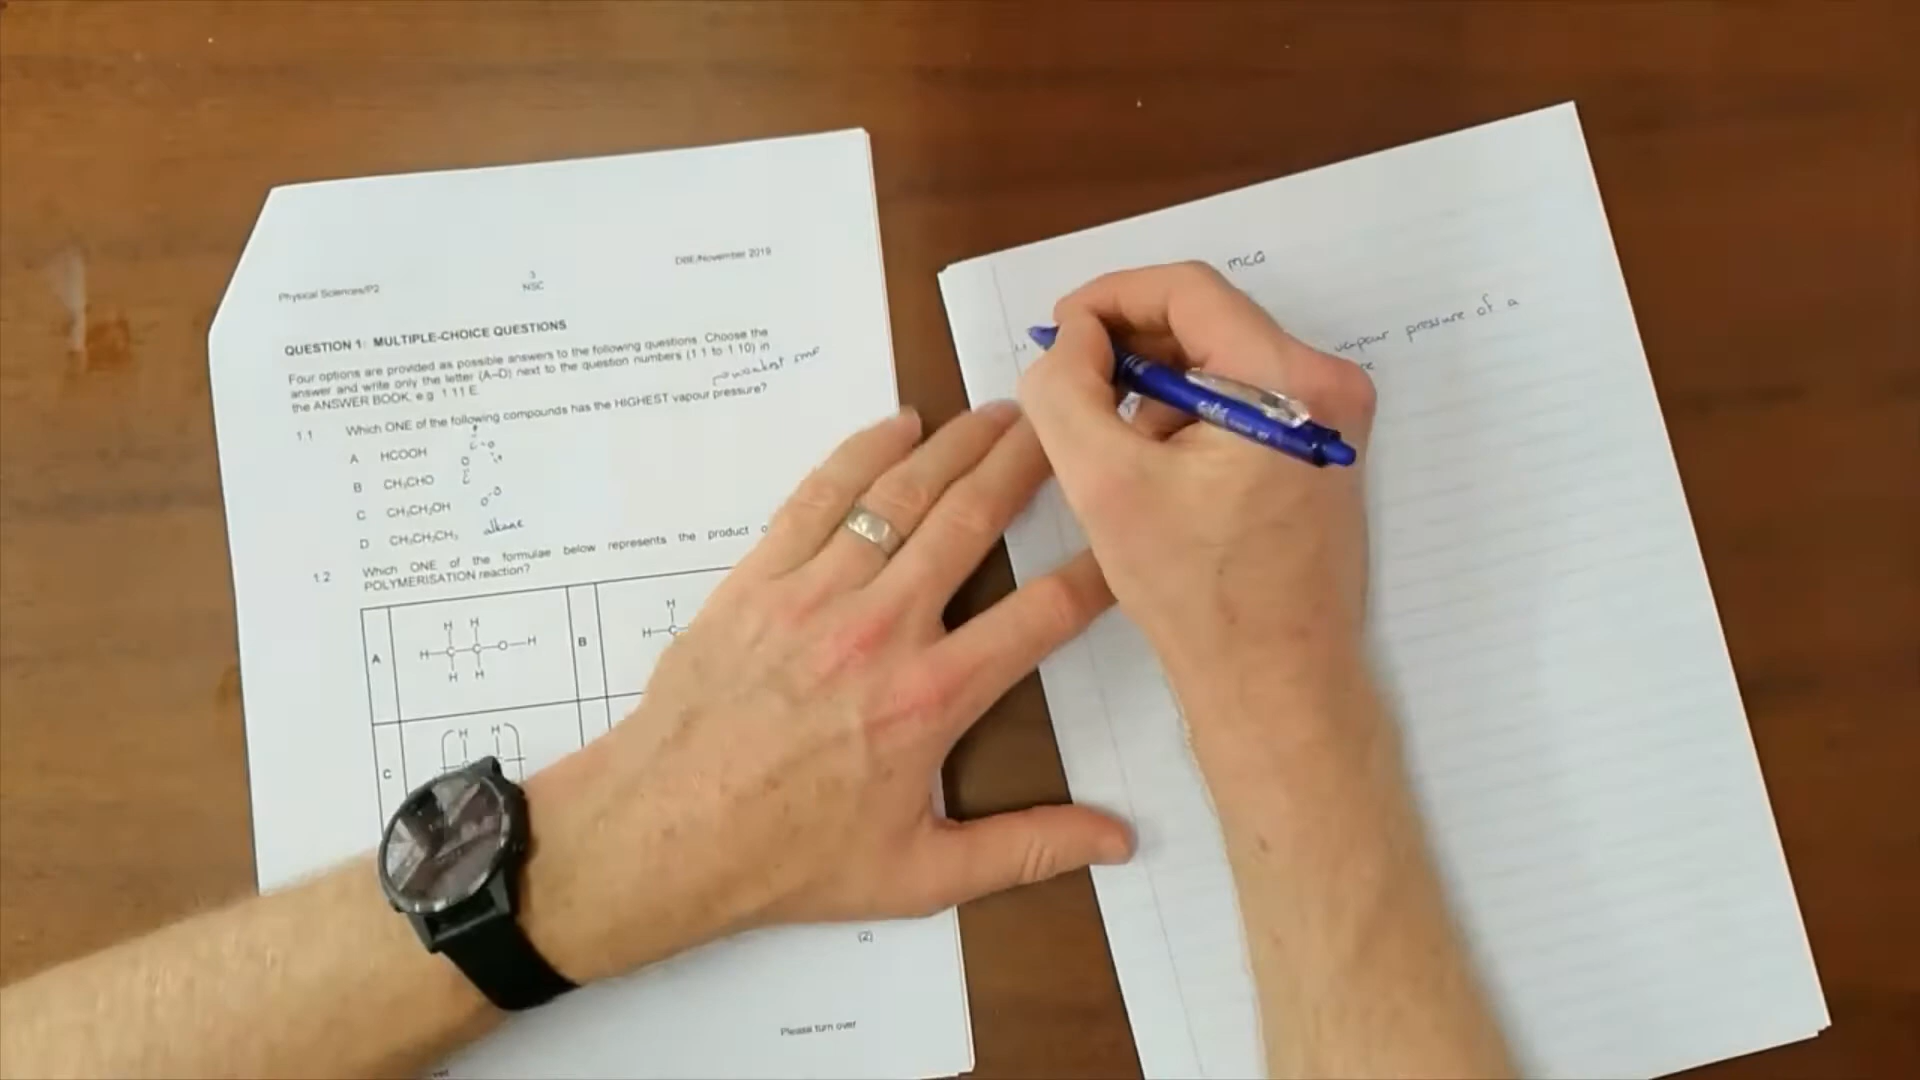 DBE/November 2019
Physical Sciences/P2
3
NSC
QUESTION 1: MULTIPLE-CHOICE QUESTIONS
Four options are provided as possible answers to the following questions. Choose the
answer and write only the letter (A–D) next to the question numbers (1.1 to 1.10) in
the ANSWER BOOK, e.g. 1.11 E.
weakest IMF
1.1 Which ONE of the following compounds has the HIGHEST vapour pressure?
A HCOOH
B CH₃CHO
C CH₃CH₂OH
D CH₃CH₂CH₃ alkane
1.2 Which ONE of the formulae below represents the product
POLYMERISATION reaction?
A
H H
H C C O H
H H
B
H
H C
C
H H
(2)
Please turn over
MCQ
vapour pressure of a